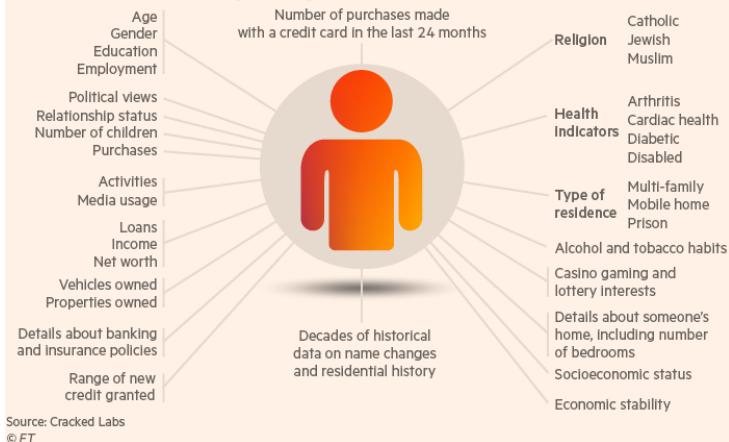 Number of purchases made
with a credit card in the last 24 months
Age
Gender
Education
Employment
Political views
Relationship status
Number of children
Purchases
Activities
Media usage
Loans
Income
Net worth
Vehicles owned
Properties owned
Details about banking
and insurance policies
Range of new
credit granted
Decades of historical
data on name changes
and residential history
Religion
Catholic
Jewish
Muslim
Health
indicators
Arthritis
Cardiac health
Diabetic
Disabled
Type of
residence
Multi-family
Mobile home
Prison
Alcohol and tobacco habits
Casino gaming and
lottery interests
Details about someone's
home, including number
of bedrooms
Socioeconomic status
Economic stability
Source: Cracked Labs
© FT